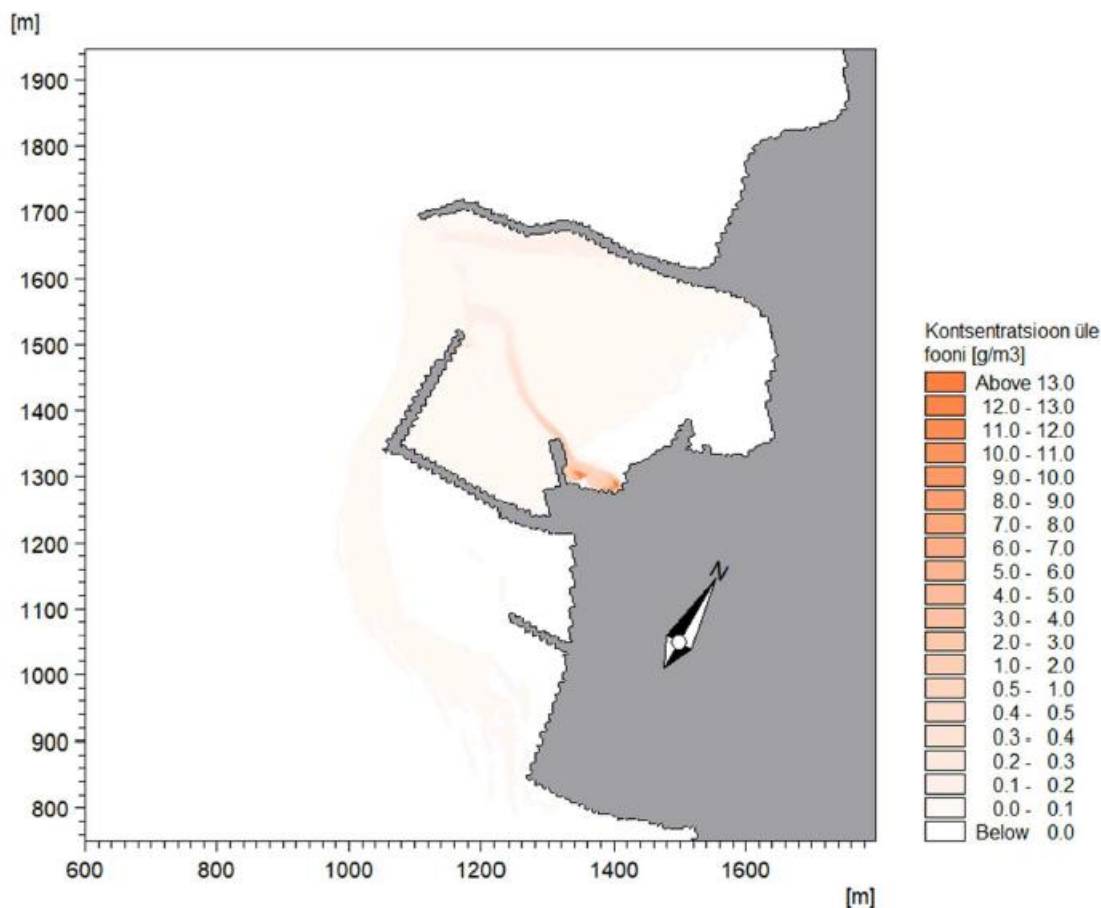 [m]
1900
1800
1700
1600
1500
1400
1300
1200
1100
1000
900
800
600
800
1000
1200
1400
1600
[m]
N
Kontsentratsioon üle
fooni [g/m3]
Above 13.0
12.0 - 13.0
11.0 - 12.0
10.0 - 11.0
9.0 - 10.0
8.0 - 9.0
7.0 - 8.0
6.0 - 7.0
5.0 - 6.0
4.0 - 5.0
3.0 - 4.0
2.0 - 3.0
1.0 - 2.0
0.5 - 1.0
0.4 - 0.5
0.3 - 0.4
0.2 - 0.3
0.1 - 0.2
0.0 - 0.1
Below 0.0